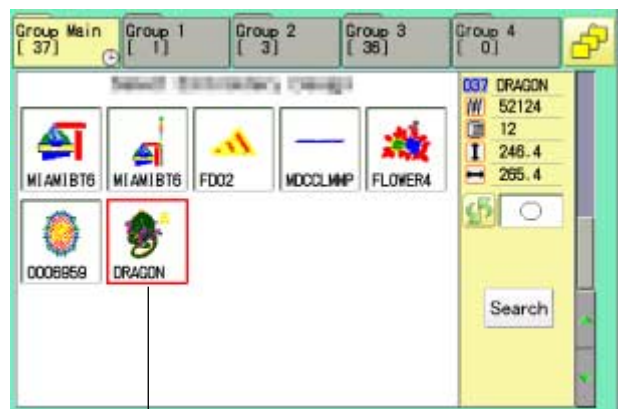 Group Main
[ 37]
Group 1
[ 1]
Group 2
[ 3]
Group 3
[ 36]
Group 4
[ 0]
037 DRAGON
52124
12
246.4
265.4
MIAMIBT6
MIAMIBT6
FD02
MDCCLMMP
FLOWER4
0006959
DRAGON
Search